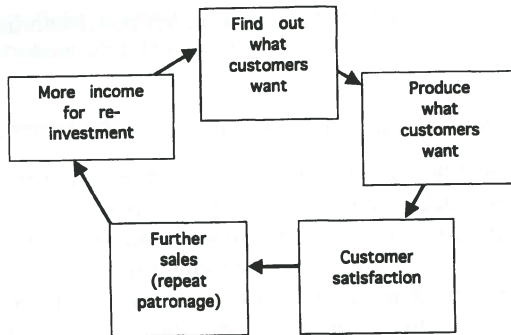 Find out
what
customers
want
Produce
what
customers
want
Customer
satisfaction
Further
sales
(repeat
patronage)
More income
for re-
investment